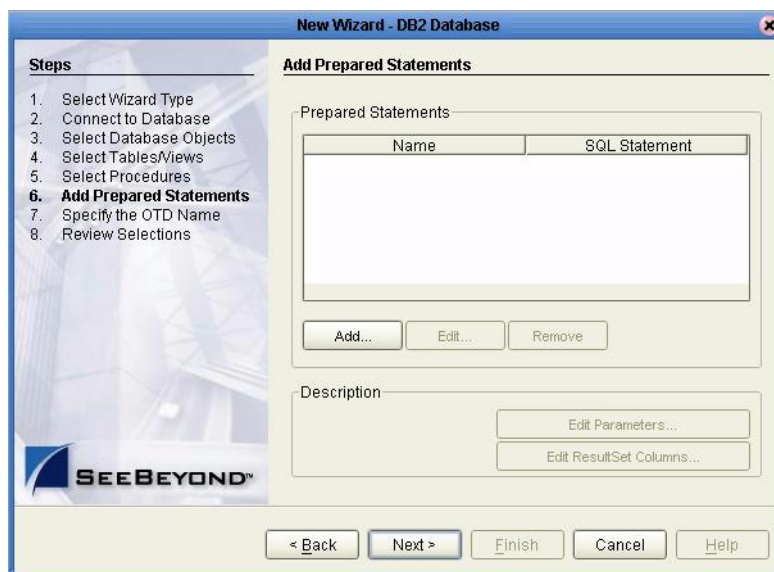 New Wizard - DB2 Database
Steps
1. Select Wizard Type
2. Connect to Database
3. Select Database Objects
4. Select Tables/Views
5. Select Procedures
6. Add Prepared Statements
7. Specify the OTD Name
8. Review Selections
SEEBEYOND™
Add Prepared Statements
Prepared Statements
Name SQL Statement
Add... Edit... Remove
Description
Edit Parameters...
Edit ResultSet Columns...
< Back Next > Finish Cancel Help